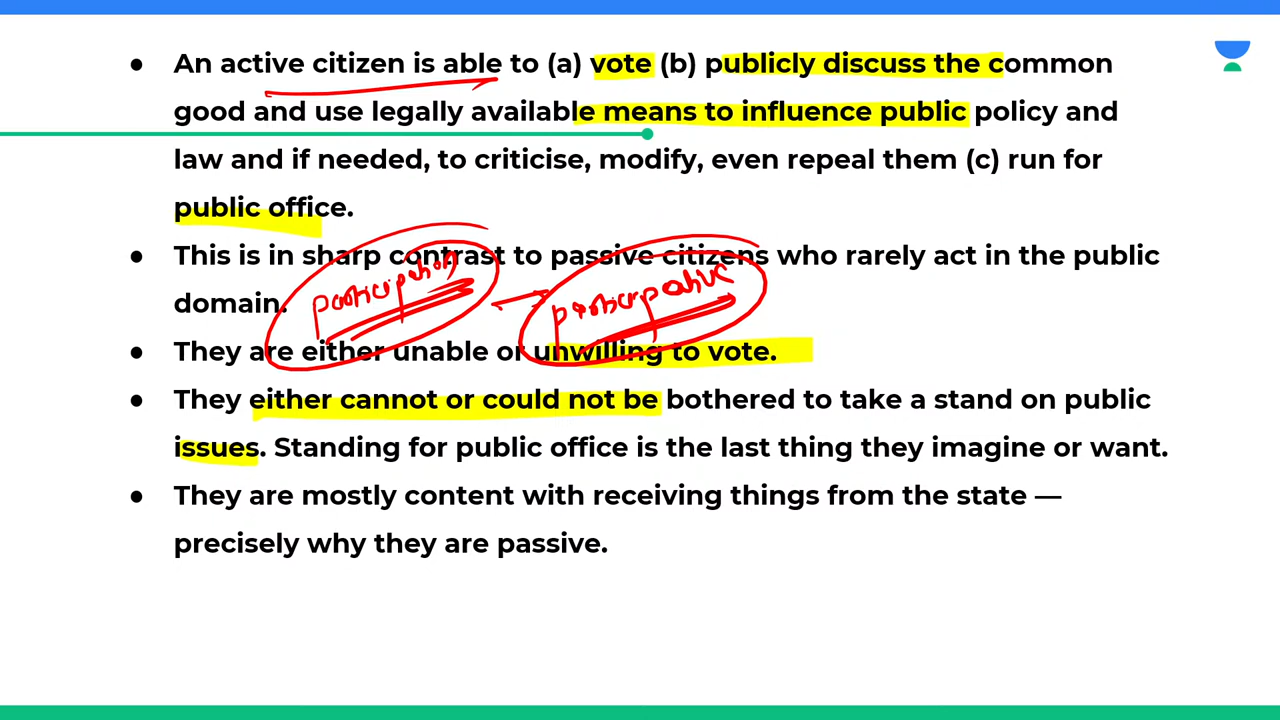 ● An active citizen is able to (a) vote (b) publicly discuss the common
good and use legally available means to influence public policy and
law and if needed, to criticise, modify, even repeal them (c) run for
public office.
● This is in sharp contrast to passive citizens who rarely act in the public
domain.
participation
participative
● They are either unable or unwilling to vote.
● They either cannot or could not be bothered to take a stand on public
issues. Standing for public office is the last thing they imagine or want.
● They are mostly content with receiving things from the state —
precisely why they are passive.